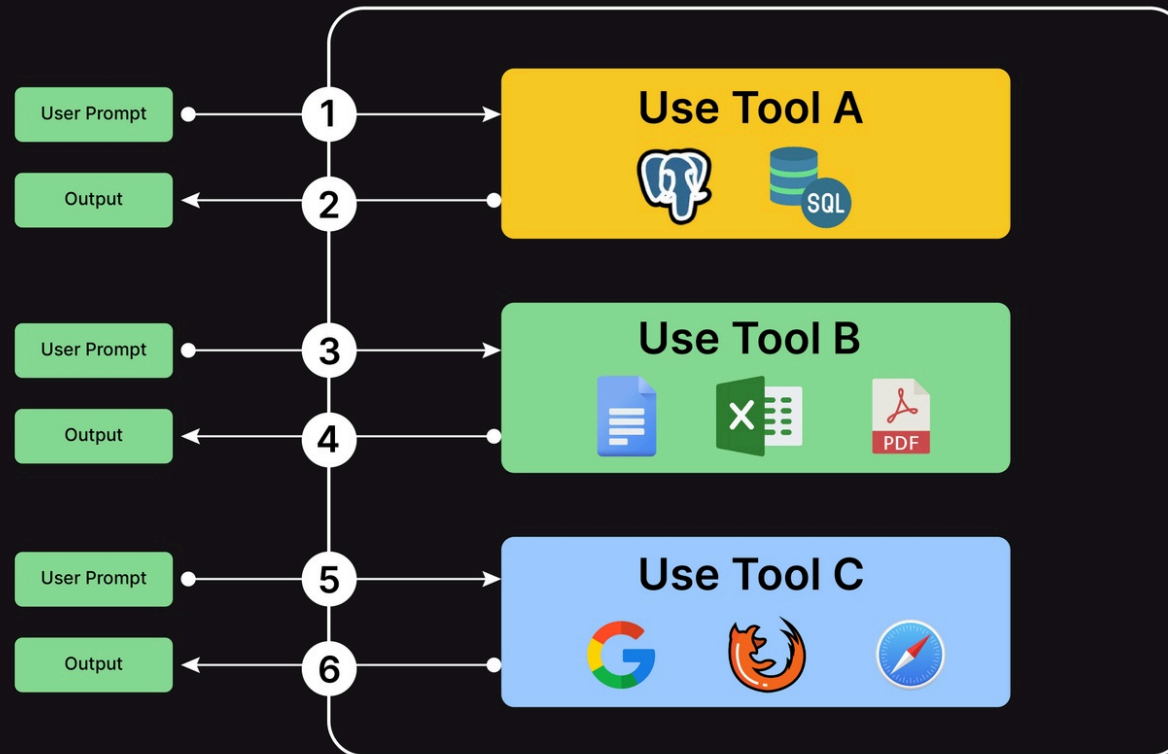 Use Tool A
User Prompt
1
Output
2
SQL
Use Tool B
User Prompt
3
Output
4
PDF
Use Tool C
User Prompt
5
Output
6